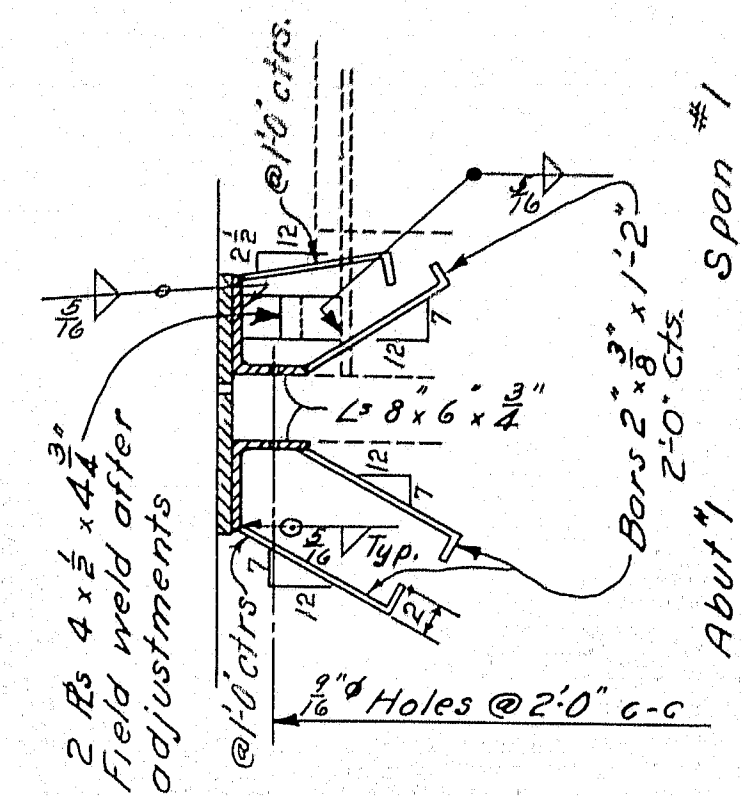 2 ⅊s 4 x 1/2 x 4 3/4"
Field weld after
adjustments
5/16
2 1/2
12
@ 1'-0" ctrs.
5/16
12
7
Ls 8" x 6" x 3/4"
12
7
Bars 2" x 3/8" x 1'-2"
2'-0" cts.
5/16
Typ.
7
12
2"
@ 1'-0" ctrs
9/16" φ Holes @ 2'-0" c-c
Abut #1
Span #1